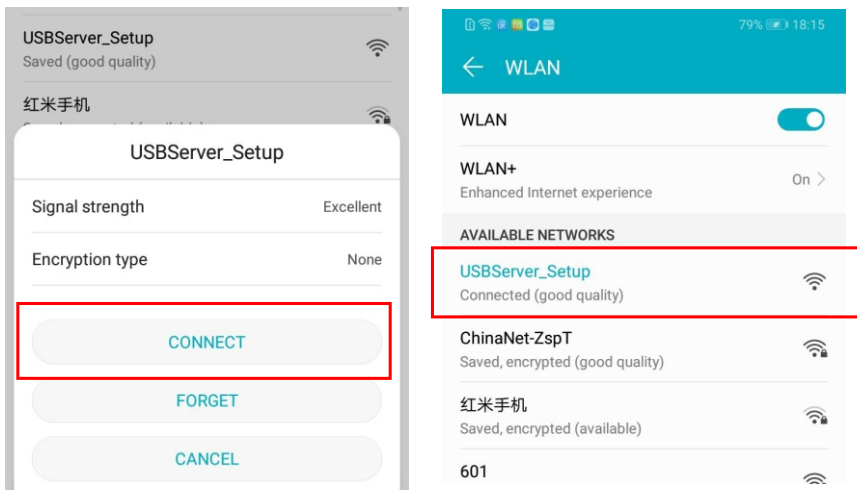 USBServer_Setup
Saved (good quality)
红米手机
USBServer_Setup
Signal strength Excellent
Encryption type None
CONNECT
FORGET
CANCEL
79% 18:15
WLAN
WLAN
WLAN+
Enhanced Internet experience
On
AVAILABLE NETWORKS
USBServer_Setup
Connected (good quality)
ChinaNet-ZspT
Saved, encrypted (good quality)
红米手机
Saved, encrypted (available)
601